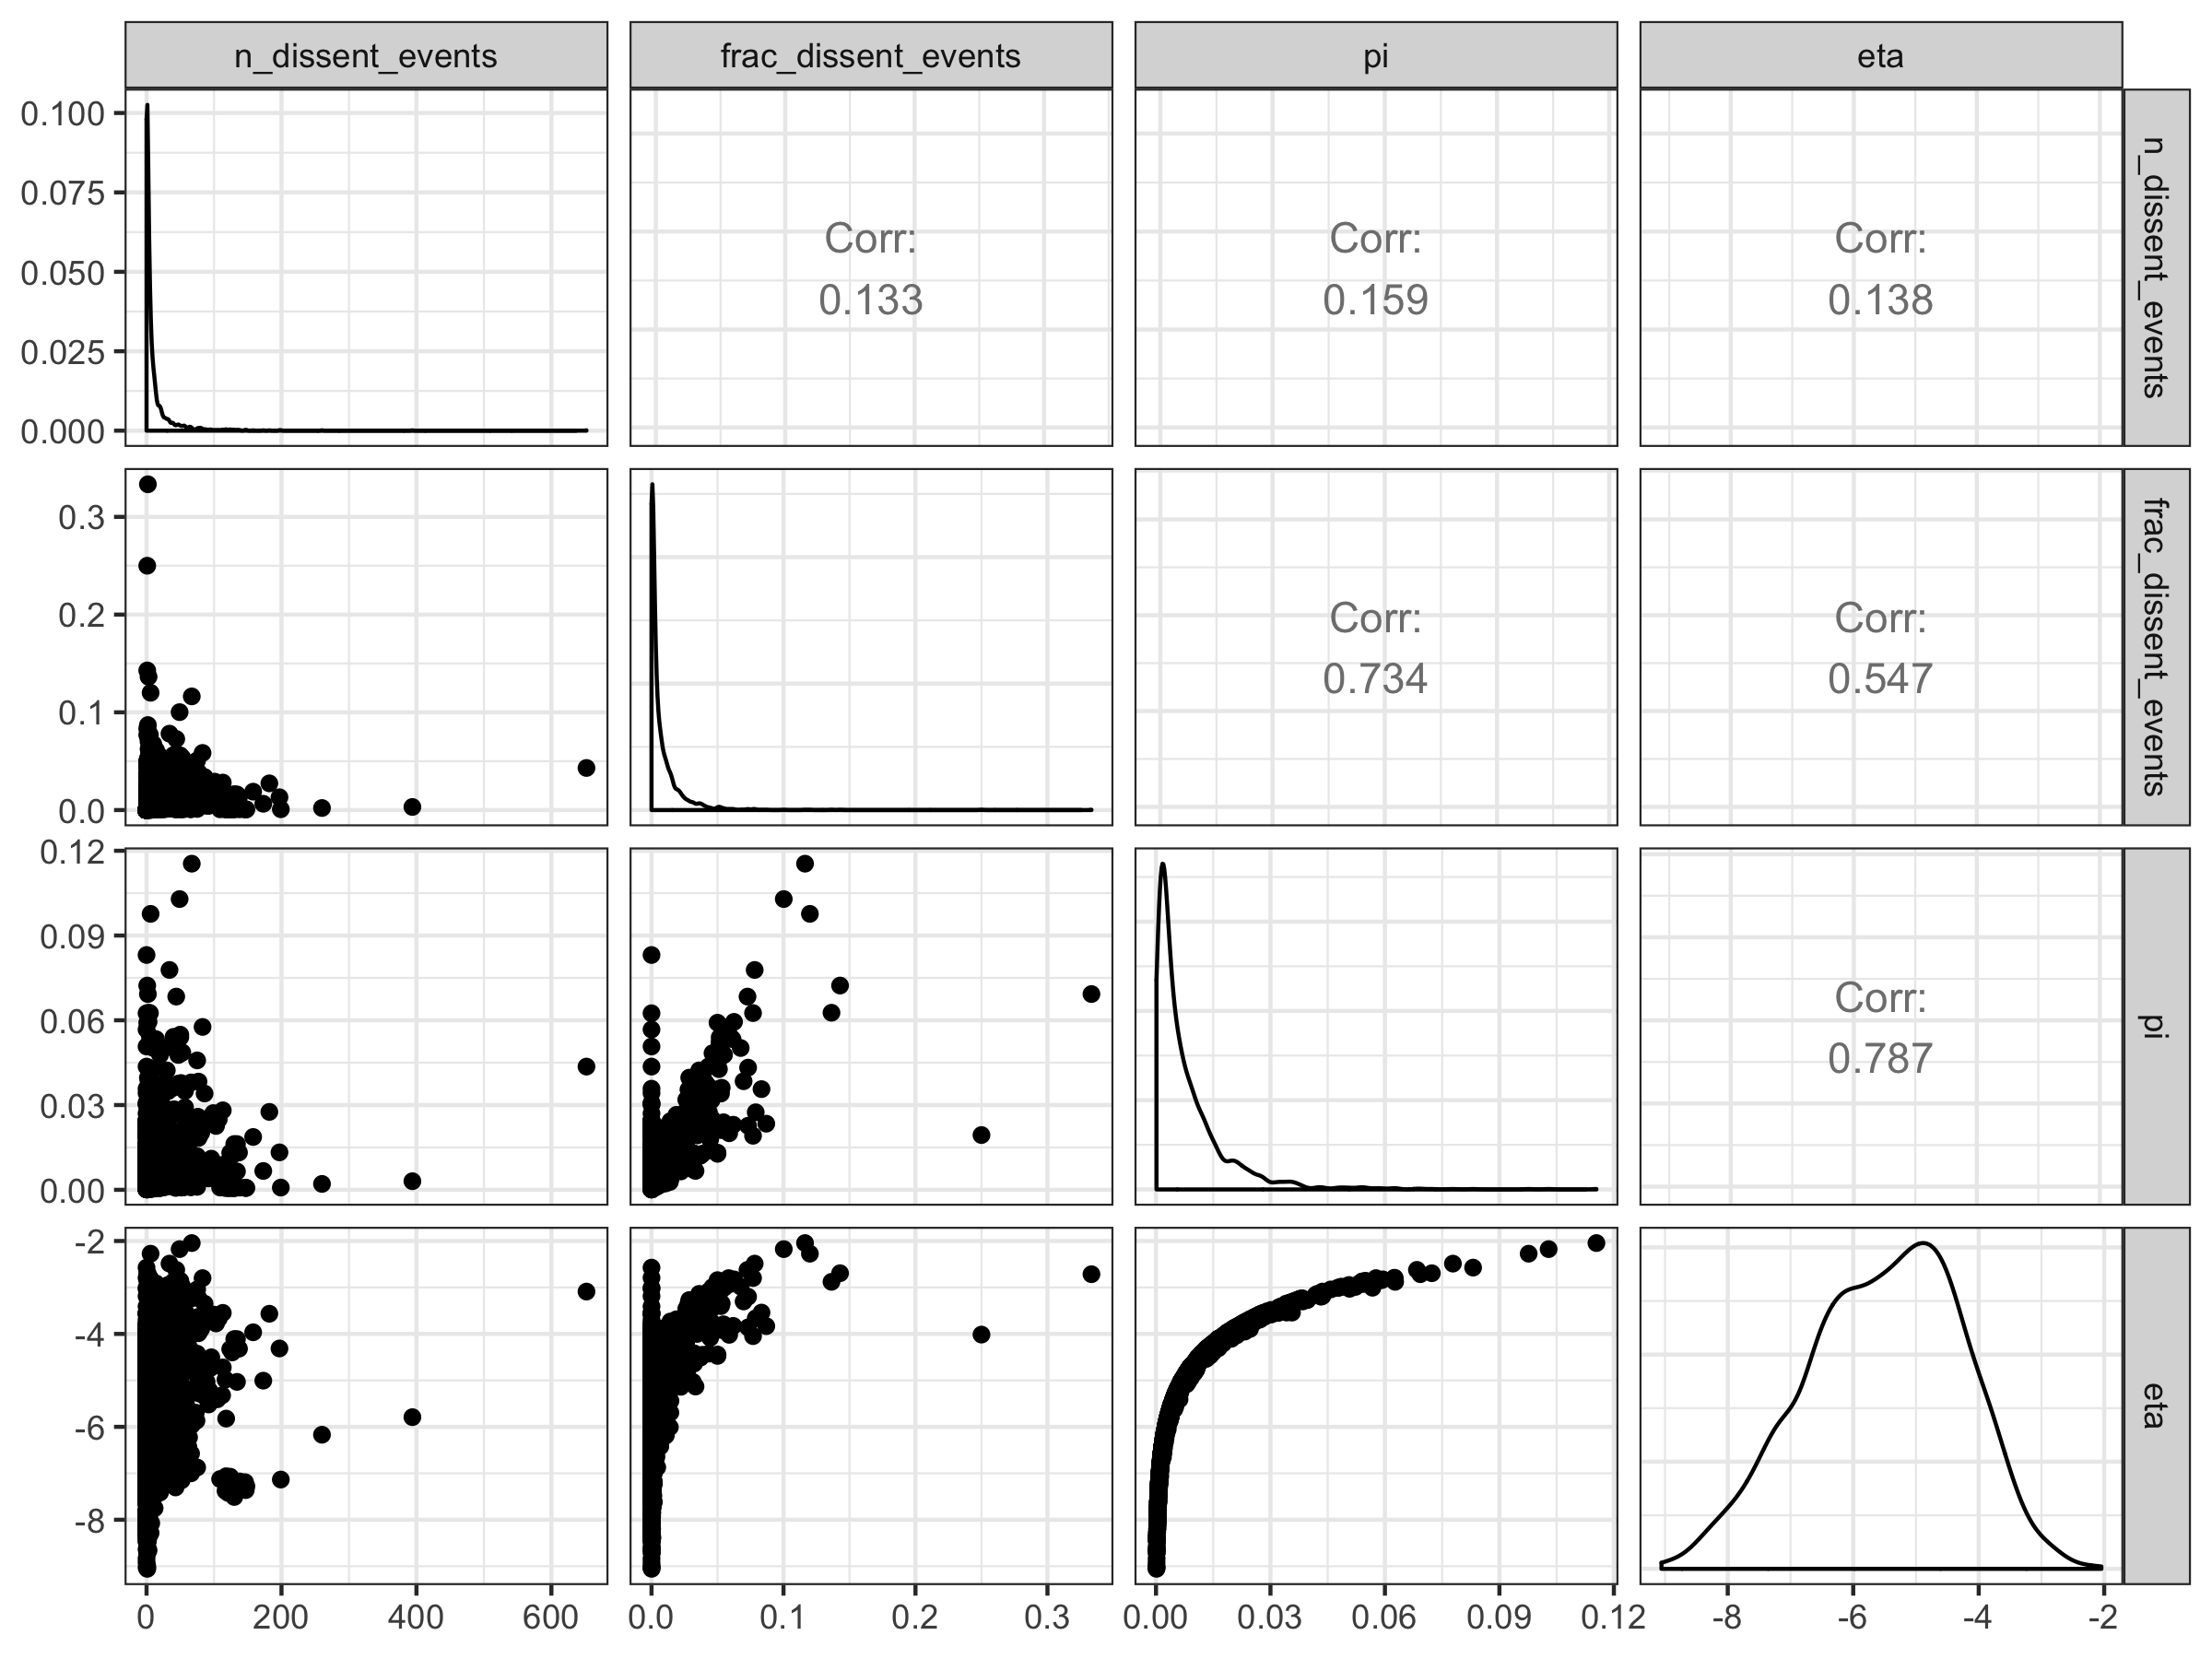 n_dissent_events
frac_dissent_events
pi
eta
0.100
0.075
0.050
0.025
0.000
Corr:
0.133
Corr:
0.159
Corr:
0.138
n_dissent_events
0.3
0.2
0.1
0.0
Corr:
0.734
Corr:
0.547
frac_dissent_events
0.12
0.09
0.06
0.03
0.00
Corr:
0.787
pi
-2
-4
-6
-8
eta
0 200 400 600
0.0 0.1 0.2 0.3
0.00 0.03 0.06 0.09 0.12
-8 -6 -4 -2